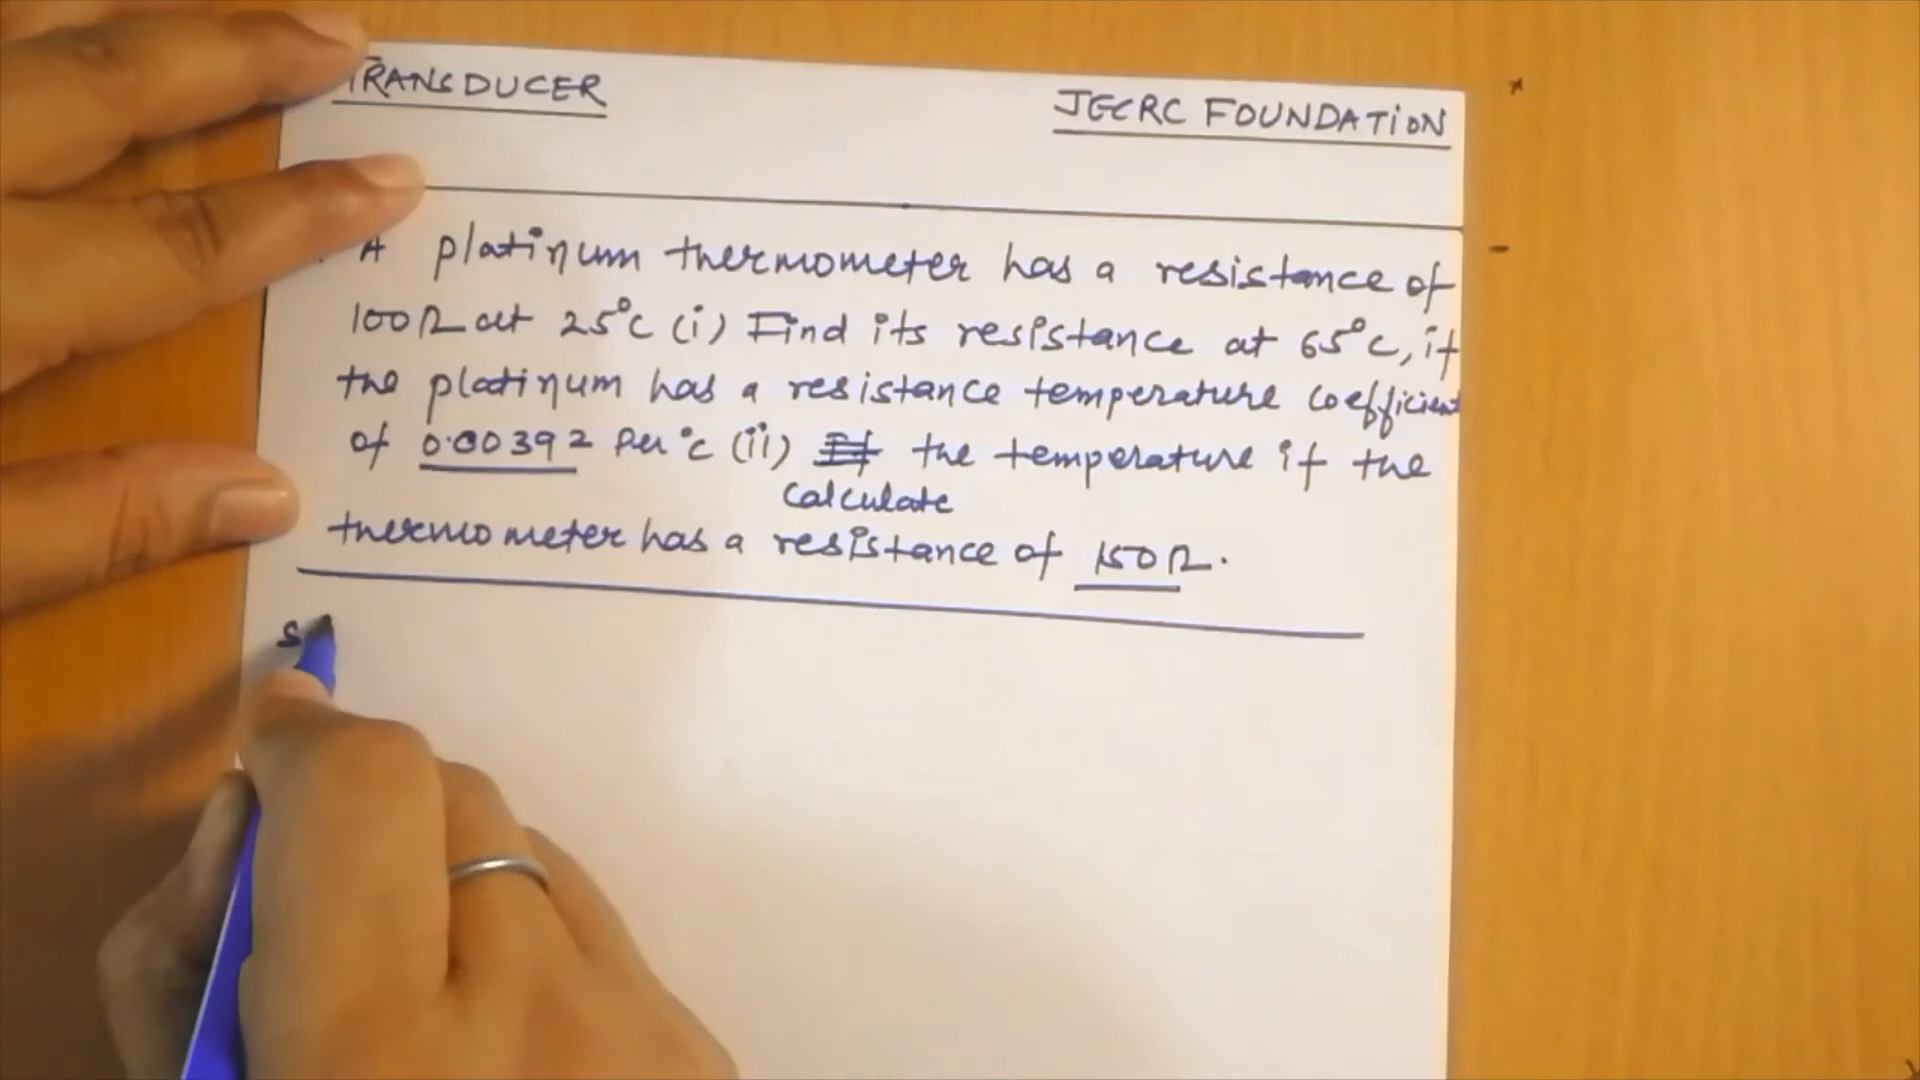 TRANSDUCER
JECRC FOUNDATION
A platinum thermometer has a resistance of
100Ω at 25°C (i) Find its resistance at 65°C, if
the platinum has a resistance temperature coefficient
of 0.00392 per °C (ii) the temperature if the
calculate
thermometer has a resistance of 150Ω.
S